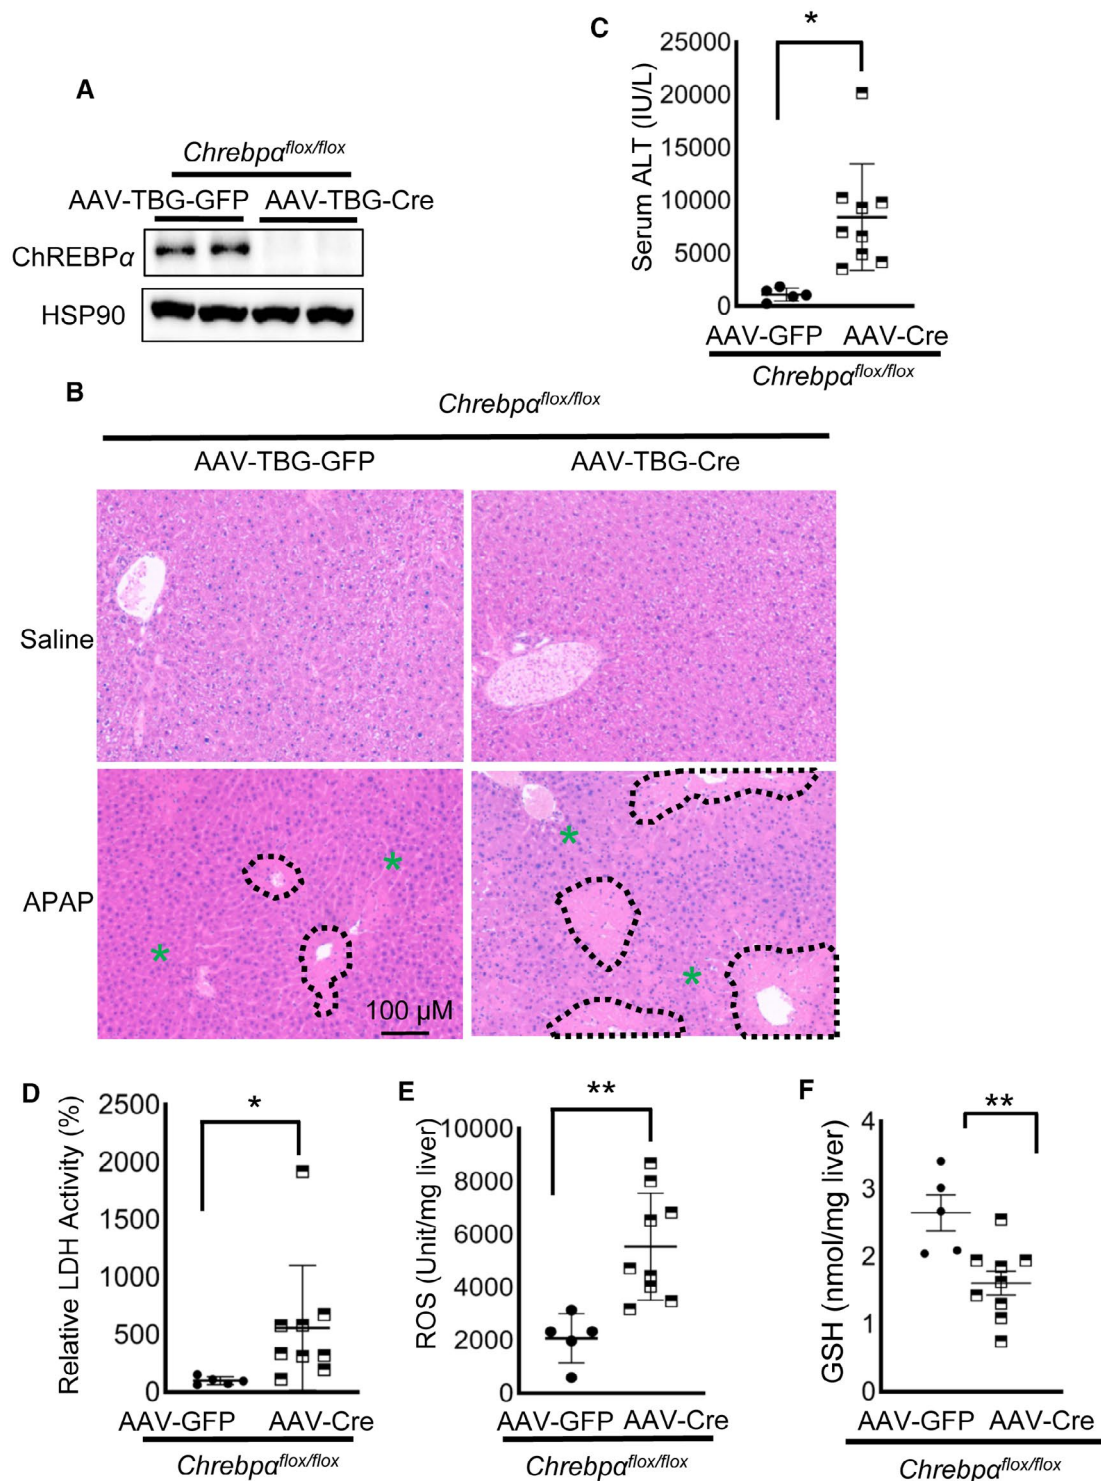 A
Chrebpα^flox/flox
AAV-TBG-GFP AAV-TBG-Cre
ChREBPα
HSP90
C
*
Serum ALT (IU/L)
25000
20000
15000
10000
5000
0
AAV-GFP AAV-Cre
Chrebpα^flox/flox
B
Chrebpα^flox/flox
AAV-TBG-GFP AAV-TBG-Cre
Saline
APAP
*
*
*
*
100 µM
D
*
Relative LDH Activity (%)
2500
2000
1500
1000
500
0
AAV-GFP AAV-Cre
Chrebpα^flox/flox
E
**
ROS (Unit/mg liver)
10000
8000
6000
4000
2000
0
AAV-GFP AAV-Cre
Chrebpα^flox/flox
F
**
GSH (nmol/mg liver)
4
3
2
1
0
AAV-GFP AAV-Cre
Chrebpα^flox/flox